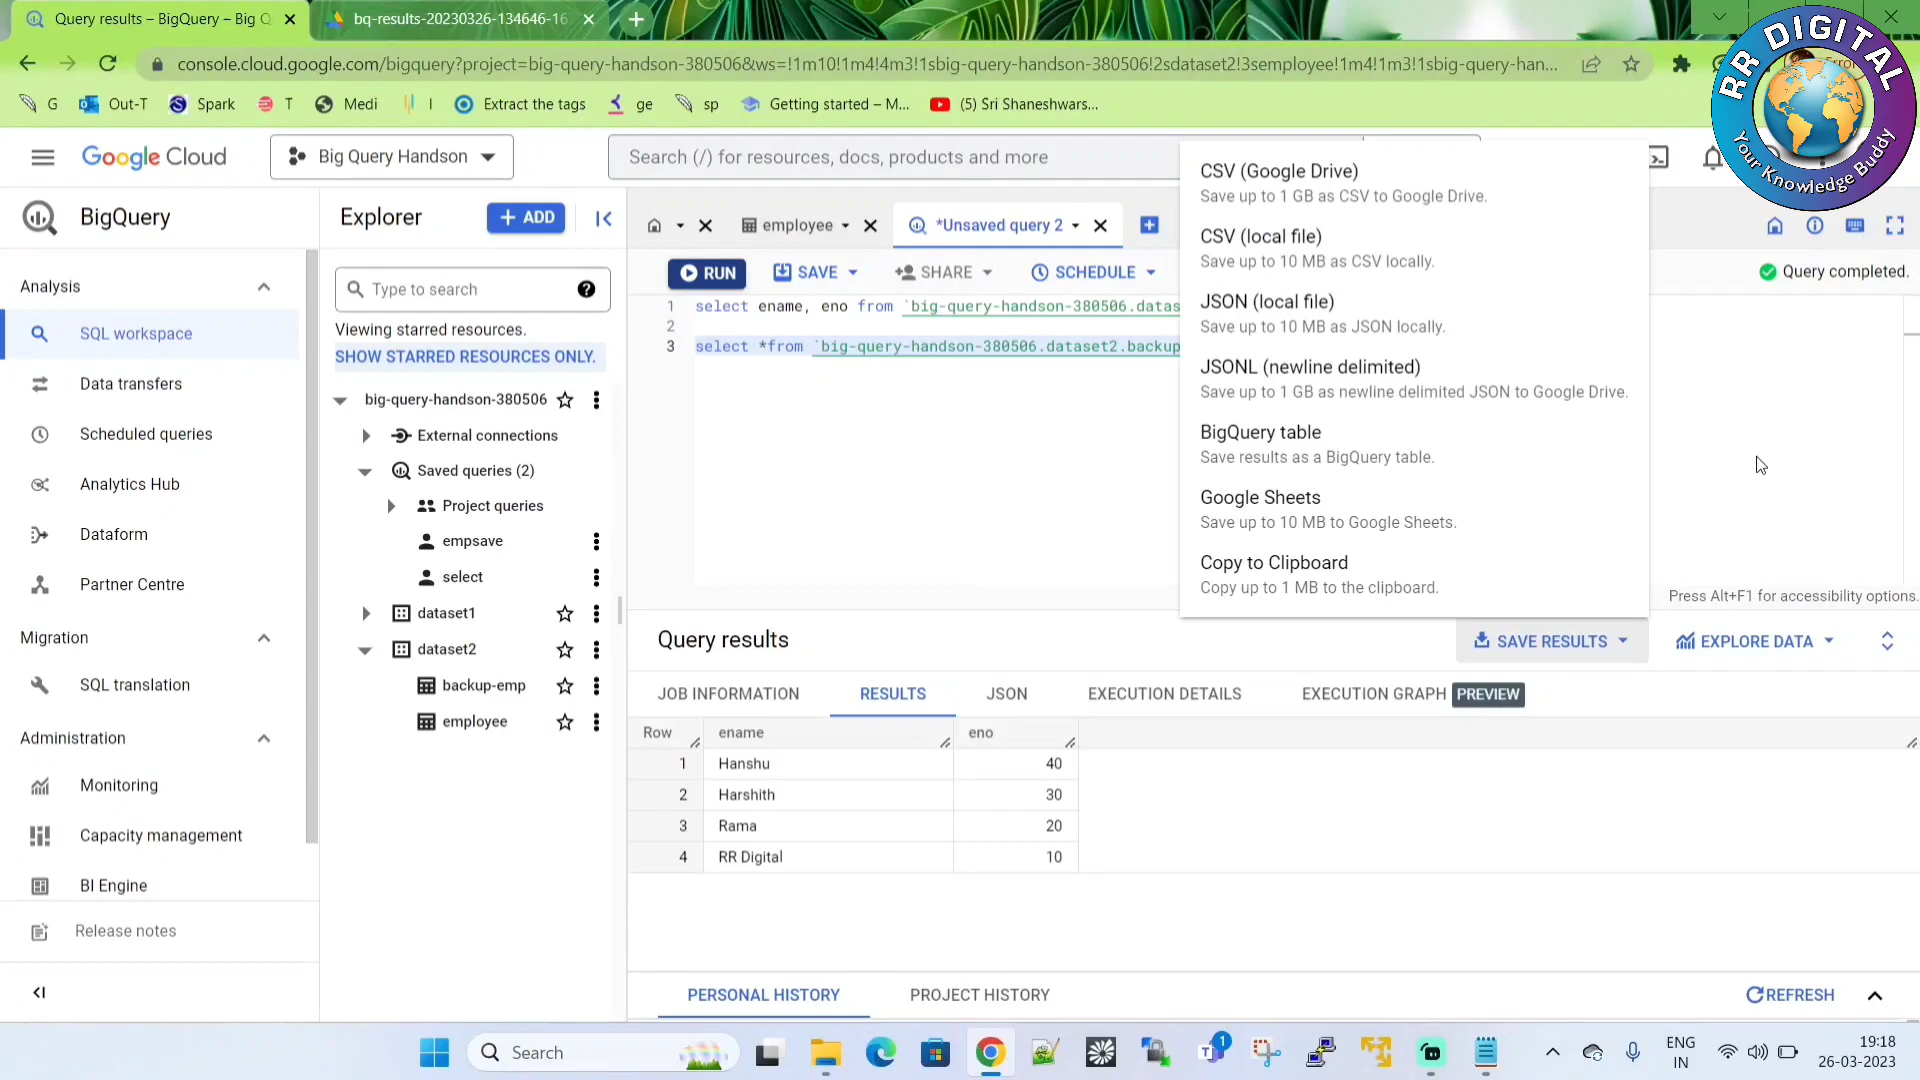 Query results – BigQuery – Big Q
bq-results-20230326-134646-16
console.cloud.google.com/bigquery?project=big-query-handson-380506&ws=!1m10!1m4!4m3!1sbig-query-handson-380506!2sdataset2!3semployee!1m4!1m3!1sbig-query-han...
G Out-T Spark T Medi I Extract the tags ge sp Getting started – M... (5) Sri Shaneshwars...
RR DIGITAL
Your Knowledge Buddy
Google Cloud
Big Query Handson
Search (/) for resources, docs, products and more
BigQuery
Analysis
SQL workspace
Data transfers
Scheduled queries
Analytics Hub
Dataform
Partner Centre
Migration
SQL translation
Administration
Monitoring
Capacity management
BI Engine
Release notes
Explorer
+ ADD
Type to search
Viewing starred resources.
SHOW STARRED RESOURCES ONLY.
big-query-handson-380506
External connections
Saved queries (2)
Project queries
empsave
select
dataset1
dataset2
backup-emp
employee
employee
*Unsaved query 2
RUN SAVE SHARE SCHEDULE
Query completed.
1 select ename, eno from `big-query-handson-380506.datas
2
3 select *from `big-query-handson-380506.dataset2.backup
CSV (Google Drive)
Save up to 1 GB as CSV to Google Drive.
CSV (local file)
Save up to 10 MB as CSV locally.
JSON (local file)
Save up to 10 MB as JSON locally.
JSONL (newline delimited)
Save up to 1 GB as newline delimited JSON to Google Drive.
BigQuery table
Save results as a BigQuery table.
Google Sheets
Save up to 10 MB to Google Sheets.
Copy to Clipboard
Copy up to 1 MB to the clipboard.
Press Alt+F1 for accessibility options.
Query results
SAVE RESULTS EXPLORE DATA
JOB INFORMATION RESULTS JSON EXECUTION DETAILS EXECUTION GRAPH PREVIEW
Row ename eno
1 Hanshu 40
2 Harshith 30
3 Rama 20
4 RR Digital 10
PERSONAL HISTORY PROJECT HISTORY REFRESH
Search
1
ENG
IN
19:18
26-03-2023